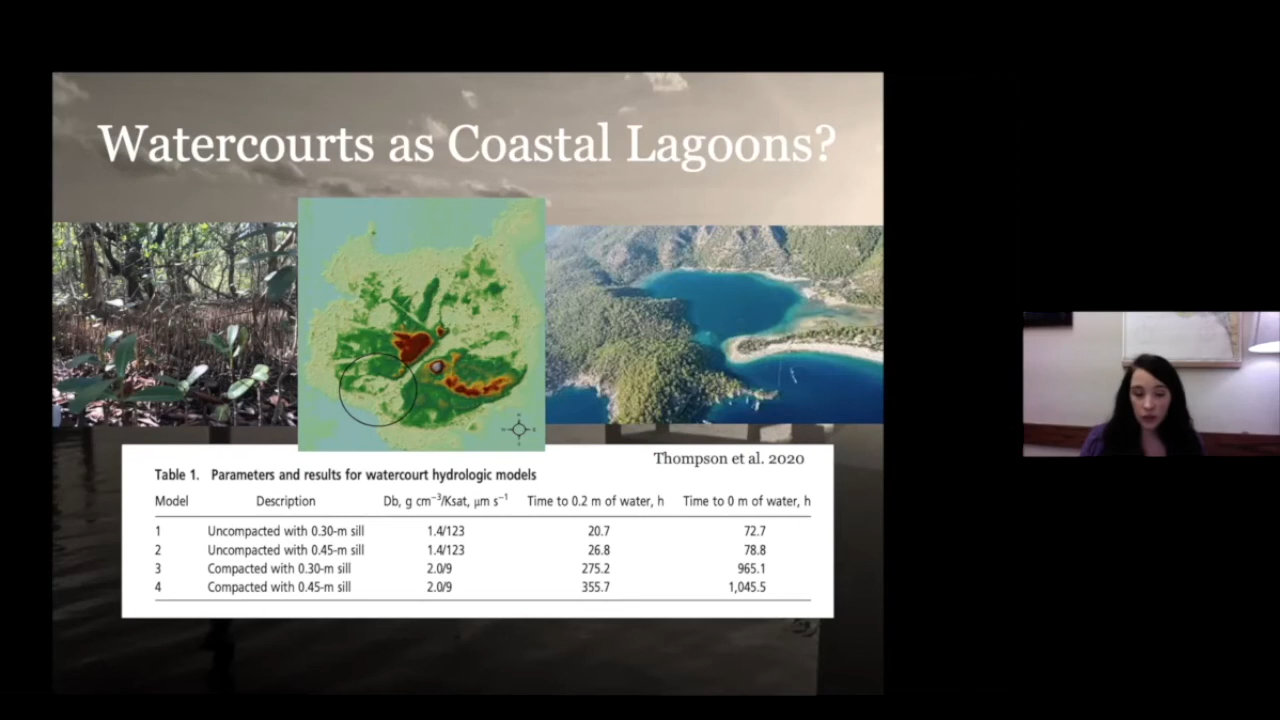 Watercourts as Coastal Lagoons?
Thompson et al. 2020
Table 1. Parameters and results for watercourt hydrologic models
Model Description Db, g cm⁻³/Ksat, μm s⁻¹ Time to 0.2 m of water, h Time to 0 m of water, h
1 Uncompacted with 0.30-m sill 1.4/123 20.7 72.7
2 Uncompacted with 0.45-m sill 1.4/123 26.8 78.8
3 Compacted with 0.30-m sill 2.0/9 275.2 965.1
4 Compacted with 0.45-m sill 2.0/9 355.7 1,045.5